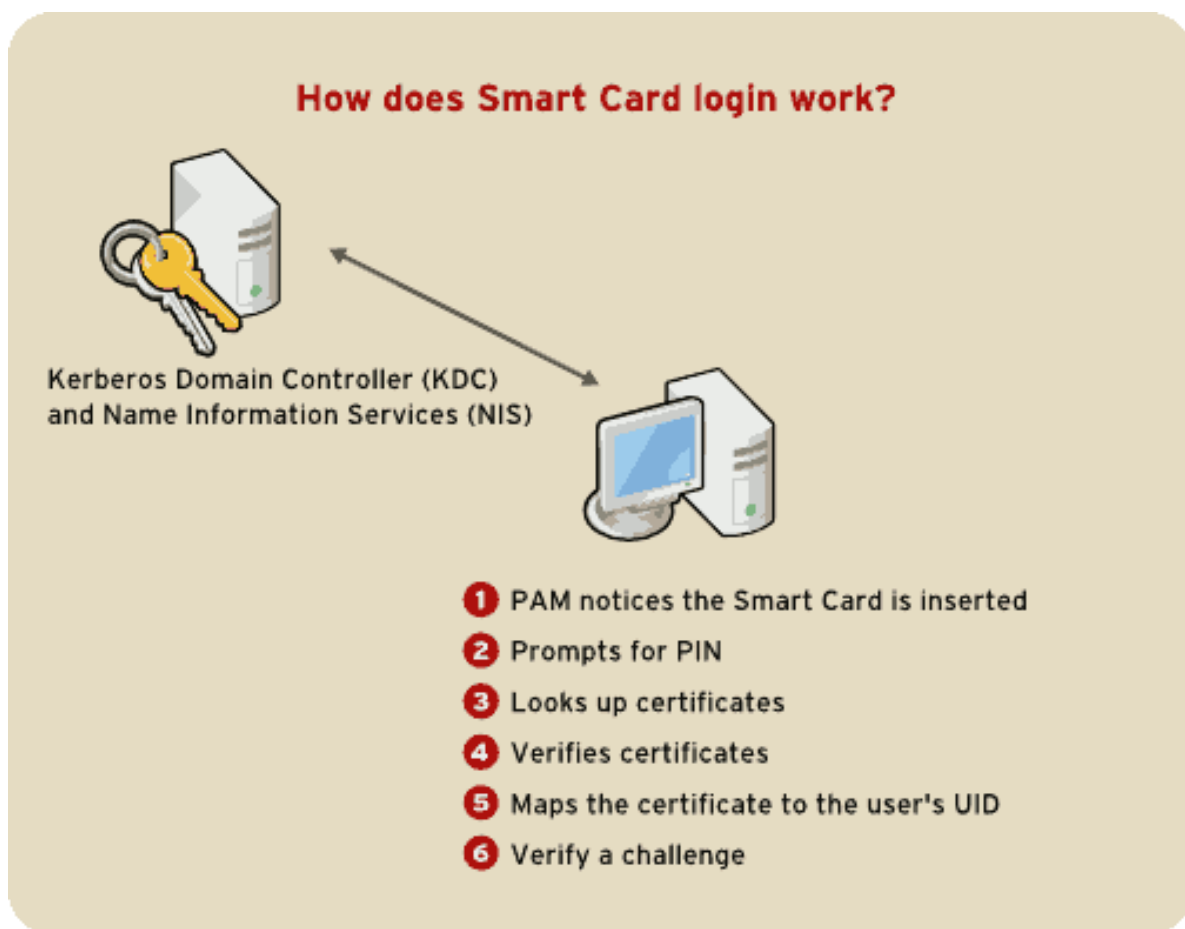 How does Smart Card login work?
Kerberos Domain Controller (KDC)
and Name Information Services (NIS)
1 PAM notices the Smart Card is inserted
2 Prompts for PIN
3 Looks up certificates
4 Verifies certificates
5 Maps the certificate to the user's UID
6 Verify a challenge